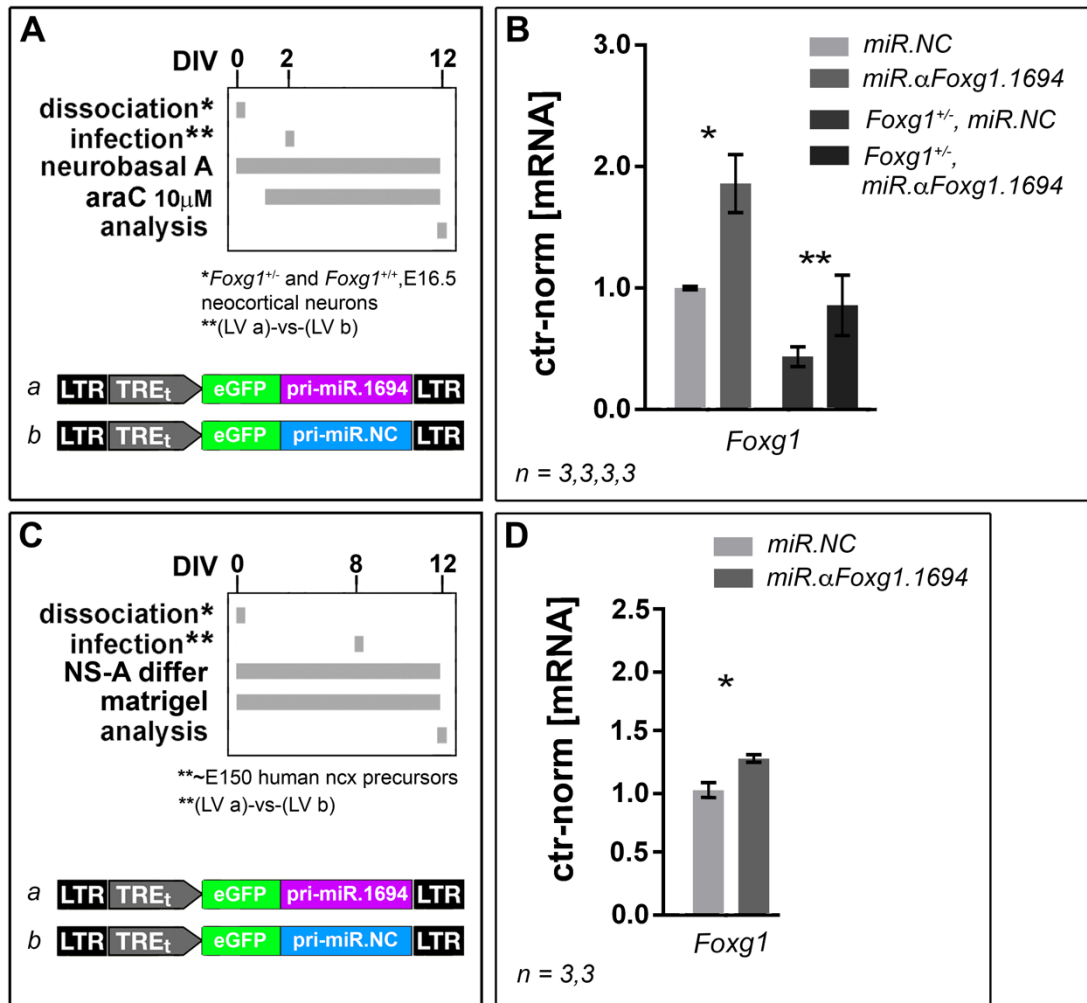 A
DIV 0 2 12
dissociation*
infection**
neurobasal A
araC 10μM
analysis
*Foxg1+/- and Foxg1+/+,E16.5
neocortical neurons
**(LV a)-vs-(LV b)
a LTR TREt eGFP pri-miR.1694 LTR
b LTR TREt eGFP pri-miR.NC LTR
B
ctr-norm [mRNA]
3.0
2.0
1.0
0.0
*
**
miR.NC
miR.αFoxg1.1694
Foxg1+/-, miR.NC
Foxg1+/-,
miR.αFoxg1.1694
Foxg1
n = 3,3,3,3
C
DIV 0 8 12
dissociation*
infection**
NS-A differ
matrigel
analysis
**~E150 human ncx precursors
**(LV a)-vs-(LV b)
a LTR TREt eGFP pri-miR.1694 LTR
b LTR TREt eGFP pri-miR.NC LTR
D
miR.NC
miR.αFoxg1.1694
ctr-norm [mRNA]
2.5
2.0
1.5
1.0
0.5
0.0
*
Foxg1
n = 3,3